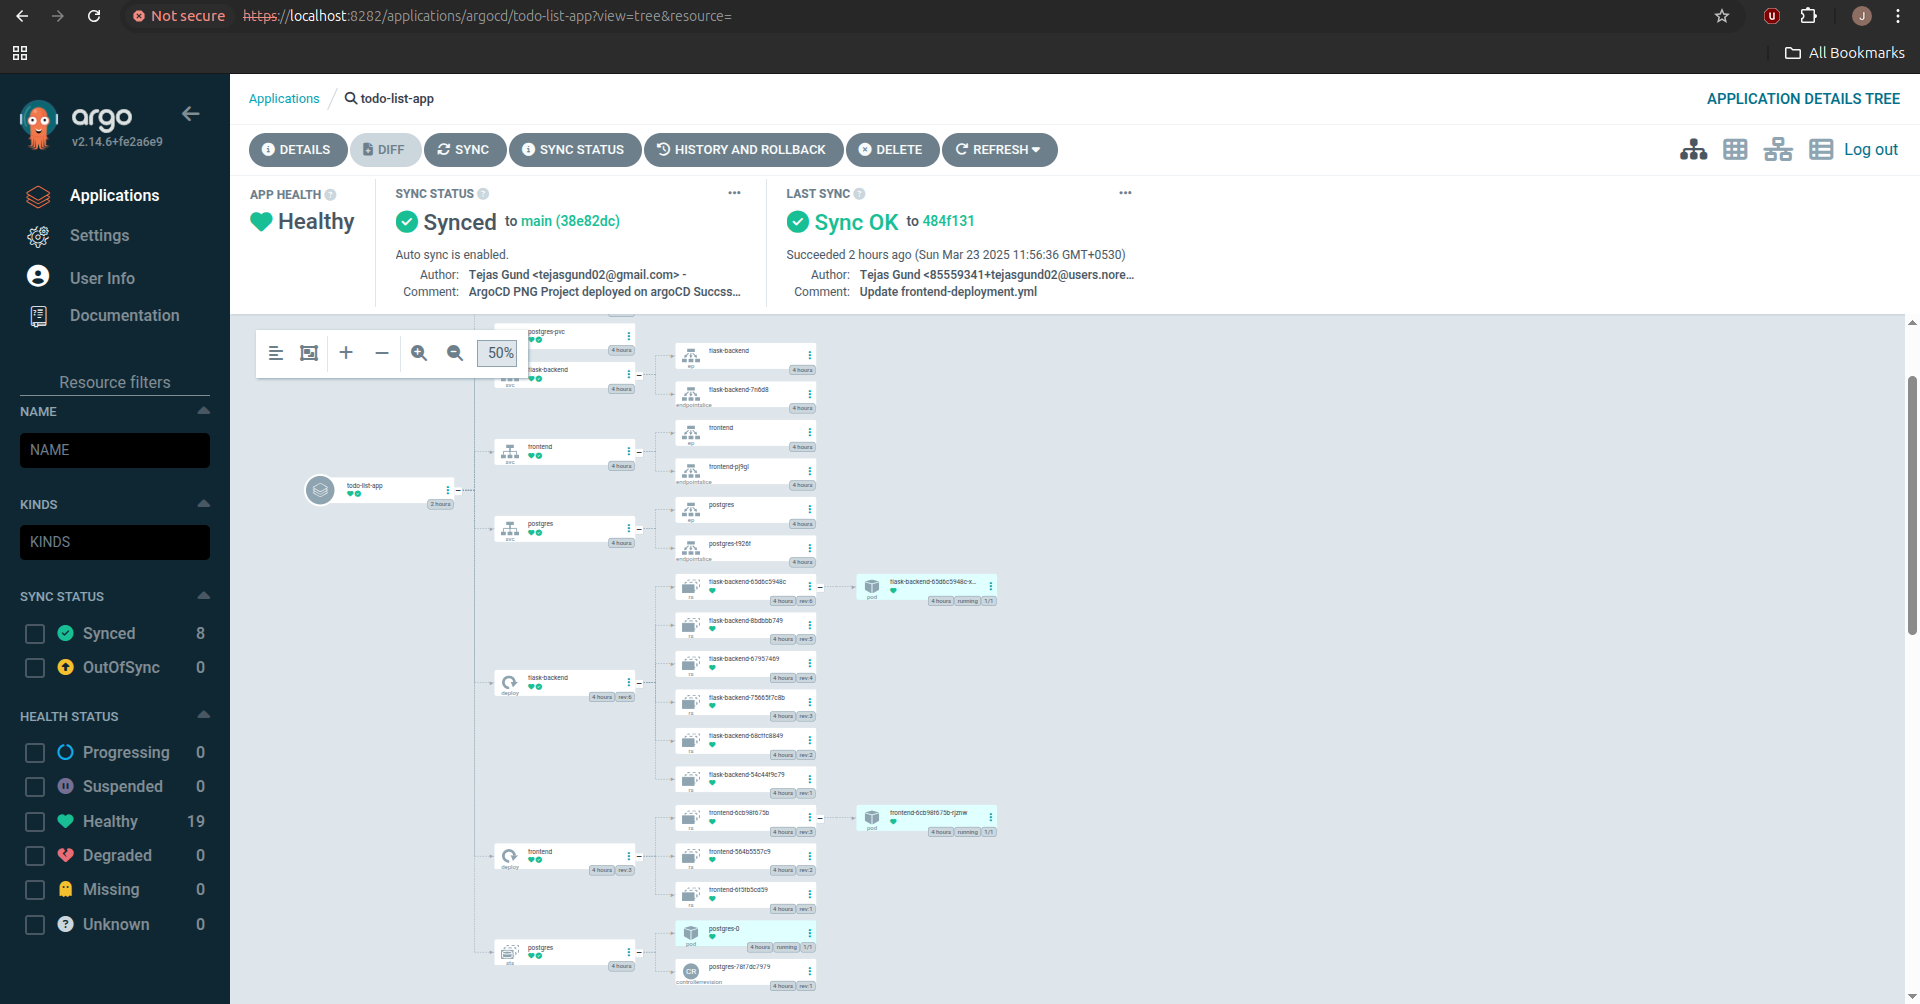 Not secure
https://localhost:8282/applications/argocd/todo-list-app?view=tree&resource=
U
J
All Bookmarks
argo
v2.14.6+fe2a6e9
Applications
Settings
User Info
Documentation
Resource filters
NAME
NAME
KINDS
KINDS
SYNC STATUS
Synced 8
OutOfSync 0
HEALTH STATUS
Progressing 0
Suspended 0
Healthy 19
Degraded 0
Missing 0
Unknown 0
Applications / todo-list-app
APPLICATION DETAILS TREE
DETAILS DIFF SYNC SYNC STATUS HISTORY AND ROLLBACK DELETE REFRESH
Log out
APP HEALTH
Healthy
SYNC STATUS
Synced to main (38e82dc)
Auto sync is enabled.
Author: Tejas Gund <tejasgund02@gmail.com> -
Comment: ArgoCD PNG Project deployed on argoCD Succss...
LAST SYNC
Sync OK to 484f131
Succeeded 2 hours ago (Sun Mar 23 2025 11:56:36 GMT+0530)
Author: Tejas Gund <85559341+tejasgund02@users.nore...
Comment: Update frontend-deployment.yml
50%
todo-list-app
2 hours
postgres-pvc
4 hours
flask-backend
svc
4 hours
frontend
svc
4 hours
postgres
svc
4 hours
flask-backend
deploy
4 hours rev:6
frontend
deploy
4 hours rev:3
postgres
sts
4 hours
flask-backend
ep
4 hours
flask-backend-7n6d8
endpointslice
4 hours
frontend
ep
4 hours
frontend-pj9gl
endpointslice
4 hours
postgres
ep
4 hours
postgres-t926t
endpointslice
4 hours
flask-backend-65d6c5948c
rs
4 hours rev:6
flask-backend-8bdbbb749
rs
4 hours rev:5
flask-backend-67957469
rs
4 hours rev:4
flask-backend-75665f7c8b
rs
4 hours rev:3
rs
4 hours rev:2
flask-backend-54c44f9c79
rs
4 hours rev:1
frontend-6cb98f675b
rs
4 hours rev:3
frontend-564b5557c9
rs
4 hours rev:2
rs
4 hours rev:1
postgres-0
pod
4 hours running 1/1
CR
postgres-78f7dc7979
controllerrevision
4 hours rev:1
flask-backend-65d6c5948c-x...
pod
4 hours running 1/1
frontend-6cb98f675b-rjznw
pod
4 hours running 1/1